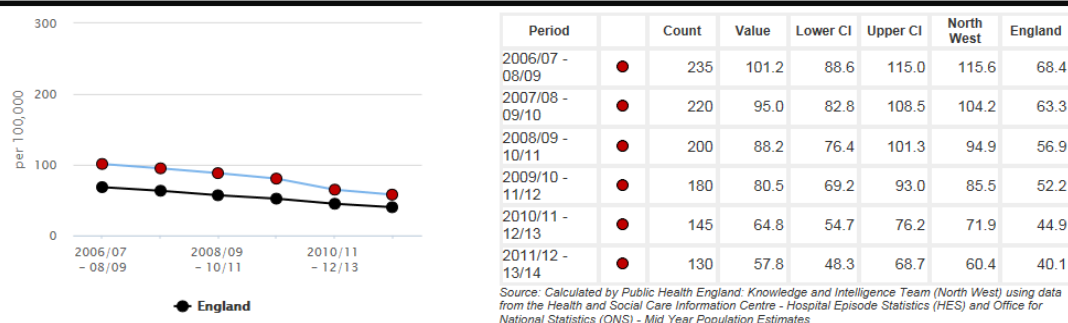 300
200
100
0
per 100,000
2006/07
– 08/09
2008/09
– 10/11
2010/11
– 12/13
England
Period Count Value Lower CI Upper CI North West England
2006/07 -
08/09
235 101.2 88.6 115.0 115.6 68.4
2007/08 -
09/10
220 95.0 82.8 108.5 104.2 63.3
2008/09 -
10/11
200 88.2 76.4 101.3 94.9 56.9
2009/10 -
11/12
180 80.5 69.2 93.0 85.5 52.2
2010/11 -
12/13
145 64.8 54.7 76.2 71.9 44.9
2011/12 -
13/14
130 57.8 48.3 68.7 60.4 40.1
Source: Calculated by Public Health England: Knowledge and Intelligence Team (North West) using data
from the Health and Social Care Information Centre - Hospital Episode Statistics (HES) and Office for
National Statistics (ONS) - Mid Year Population Estimates